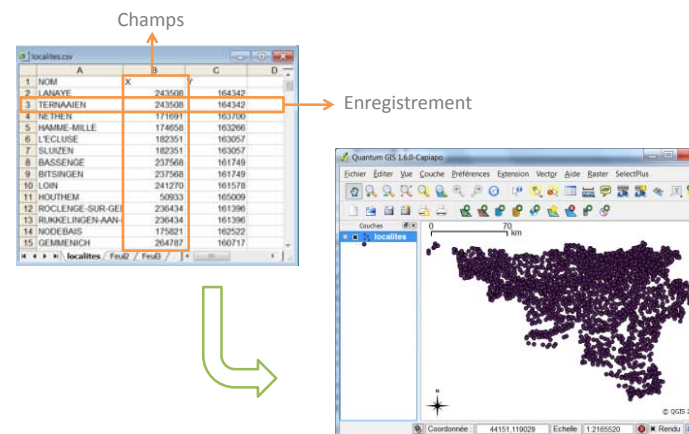 Champs
localites.csv
A B C D
1 NOM X Y
2 LANAYE 243508 164342
3 TERNAAIEN 243508 164342
4 NETHEN 171691 163700
5 HAMME-MILLE 174658 163266
6 L'ECLUSE 182351 163057
7 SLUIZEN 182351 163057
8 BASSENGE 237568 161749
9 BITSINGEN 237568 161749
10 LOIN 241270 161578
11 HOUTHEM 50933 165009
12 ROCLENGE-SUR-GEE 236434 161396
13 RUKKELINGEN-AAN- 236434 161396
14 NODEBAIS 175821 162522
15 GEMMENICH 264787 160717
localites / Feuil2 / Feuil3
Enregistrement
Quantum GIS 1.6.0-Capiapo
Fichier Éditer Vue Couche Préférences Extension Vector Aide Raster SelectPlus
Couches
localites
0 70
km
N
© QGIS 2
Coordonnée : 44151,119029 Echelle 1:2165520 Rendu